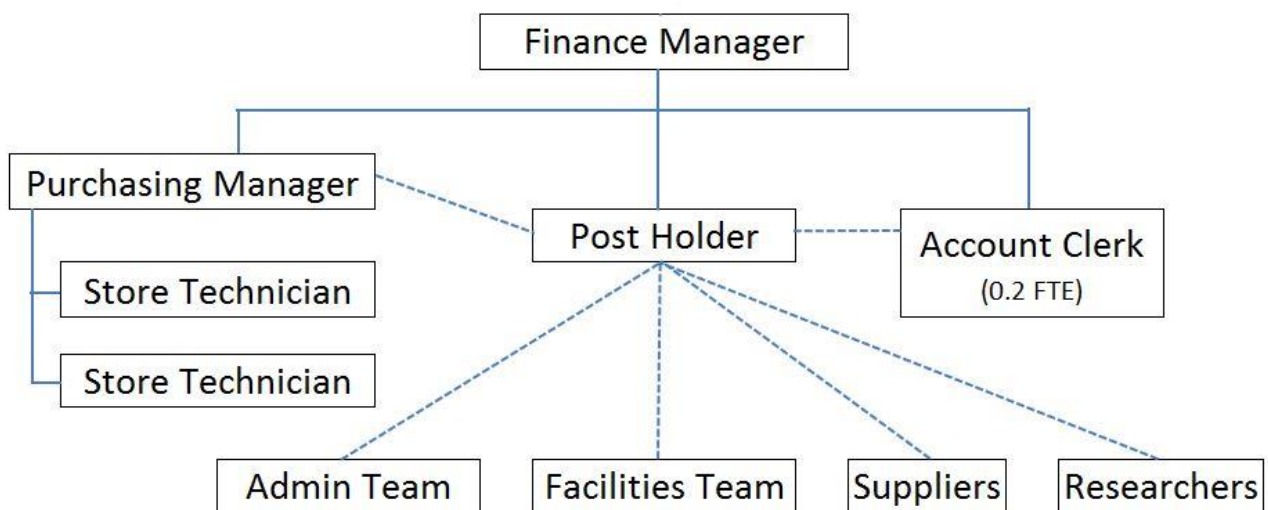 Finance Manager
Purchasing Manager
Post Holder
Account Clerk
(0.2 FTE)
Store Technician
Store Technician
Admin Team
Facilities Team
Suppliers
Researchers